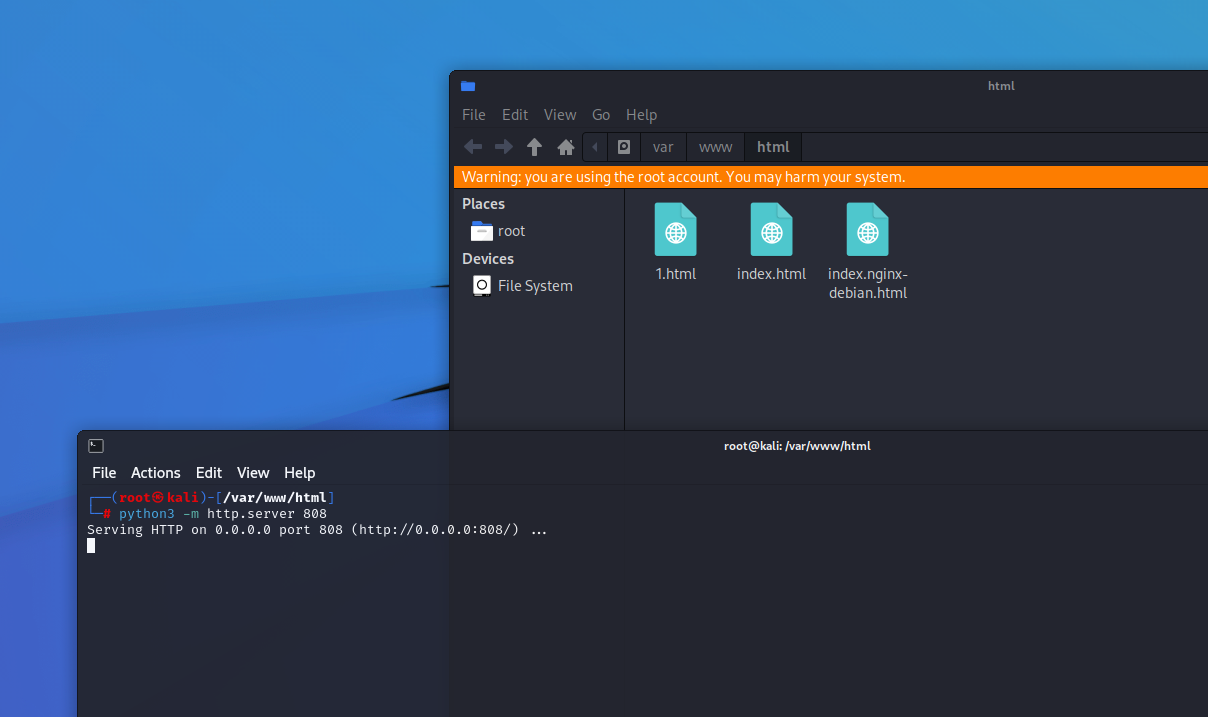 html
File Edit View Go Help
var www html
Warning: you are using the root account. You may harm your system.
Places
root
Devices
File System
1.html
index.html
index.nginx-
debian.html
root@kali: /var/www/html
File Actions Edit View Help
┌──(root㉿kali)-[/var/www/html]
└─# python3 -m http.server 808
Serving HTTP on 0.0.0.0 port 808 (http://0.0.0.0:808/) ...